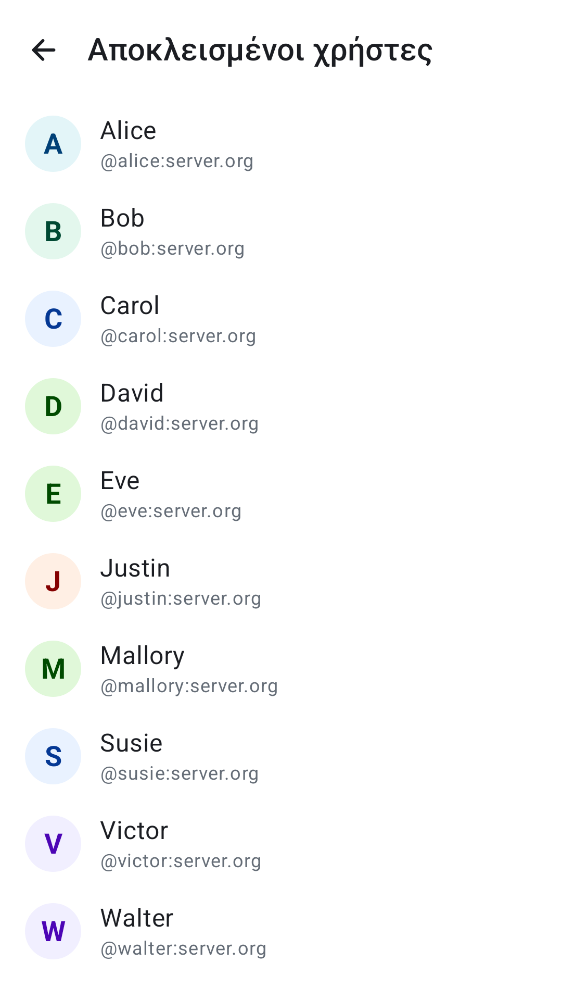 Αποκλεισμένοι χρήστες
A
Alice
@alice:server.org
B
Bob
@bob:server.org
C
Carol
@carol:server.org
D
David
@david:server.org
E
Eve
@eve:server.org
J
Justin
@justin:server.org
M
Mallory
@mallory:server.org
S
Susie
@susie:server.org
V
Victor
@victor:server.org
W
Walter
@walter:server.org